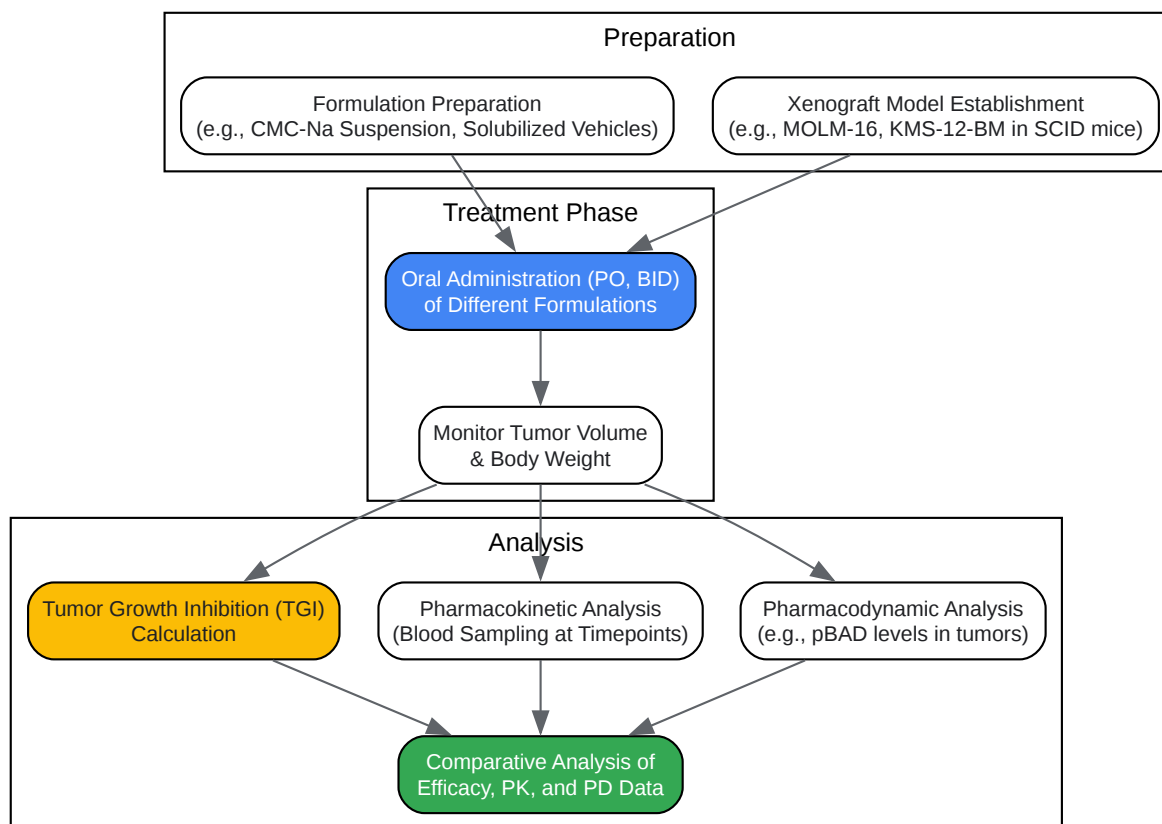 Preparation
Formulation Preparation
(e.g., CMC-Na Suspension, Solubilized Vehicles)
Xenograft Model Establishment
(e.g., MOLM-16, KMS-12-BM in SCID mice)
Treatment Phase
Oral Administration (PO, BID)
of Different Formulations
Monitor Tumor Volume
& Body Weight
Analysis
Tumor Growth Inhibition (TGI)
Calculation
Pharmacokinetic Analysis
(Blood Sampling at Timepoints)
Pharmacodynamic Analysis
(e.g., pBAD levels in tumors)
Comparative Analysis of
Efficacy, PK, and PD Data